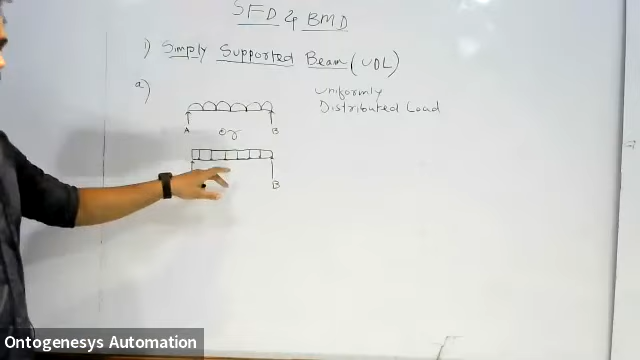 SFD & BMD
1) Simply Supported Beam (UDL)
a)
Uniformly
Distributed Load
A B
or
B
Ontogenesys Automation